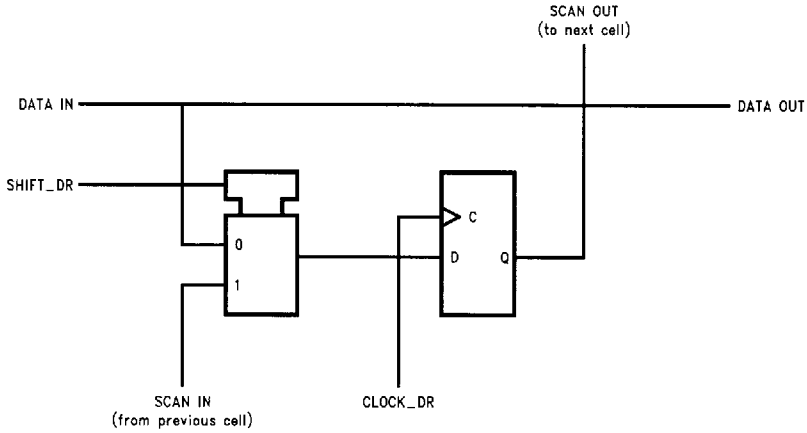 SCAN OUT
(to next cell)
DATA IN
DATA OUT
SHIFT_DR
C
0
D
Q
1
SCAN IN
(from previous cell)
CLOCK_DR